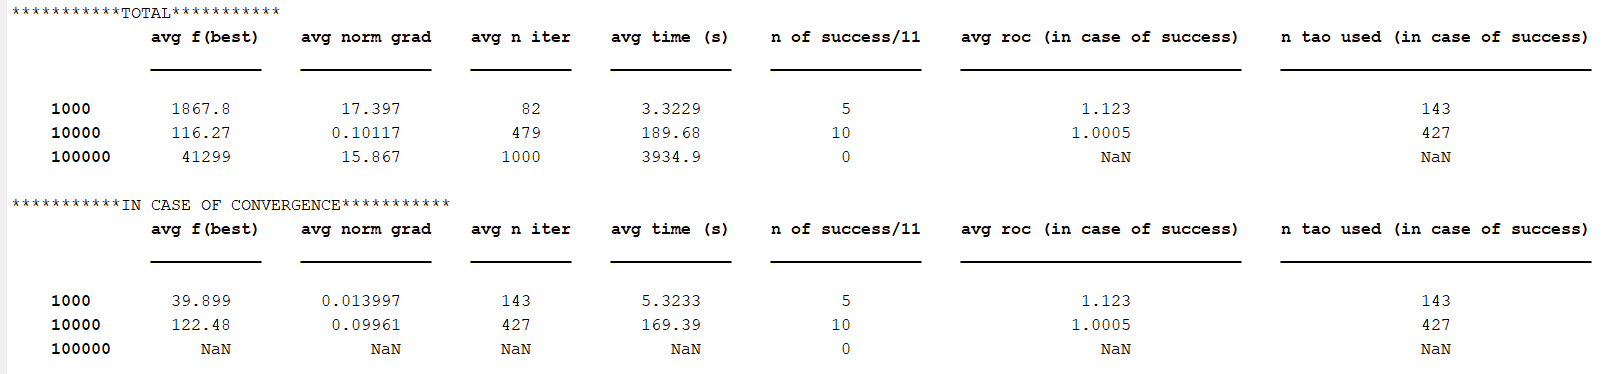 ***********TOTAL***********
avg f(best) avg norm grad avg n iter avg time (s) n of success/11 avg roc (in case of success) n tao used (in case of success)
1000 1867.8 17.397 82 3.3229 5 1.123 143
10000 116.27 0.10117 479 189.68 10 1.0005 427
100000 41299 15.867 1000 3934.9 0 NaN NaN
***********IN CASE OF CONVERGENCE***********
avg f(best) avg norm grad avg n iter avg time (s) n of success/11 avg roc (in case of success) n tao used (in case of success)
1000 39.899 0.013997 143 5.3233 5 1.123 143
10000 122.48 0.09961 427 169.39 10 1.0005 427
100000 NaN NaN NaN NaN 0 NaN NaN